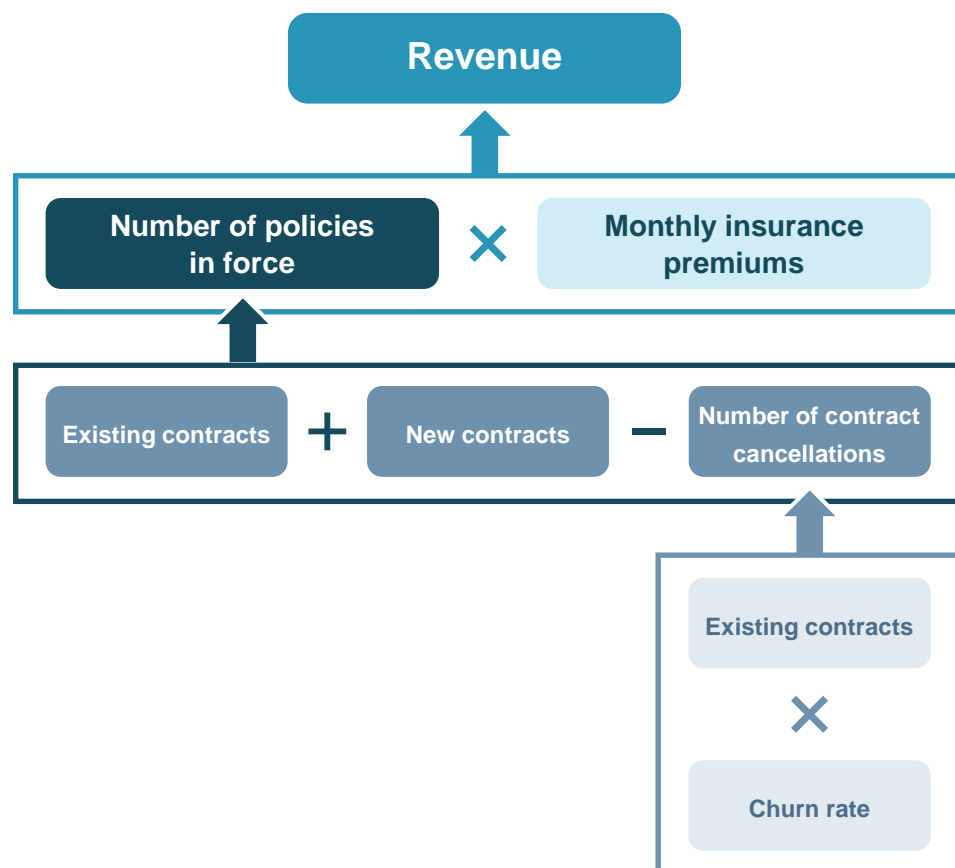 Revenue
Number of policies
in force
×
Monthly insurance
premiums
Existing contracts
+
New contracts
−
Number of contract
cancellations
Existing contracts
×
Churn rate